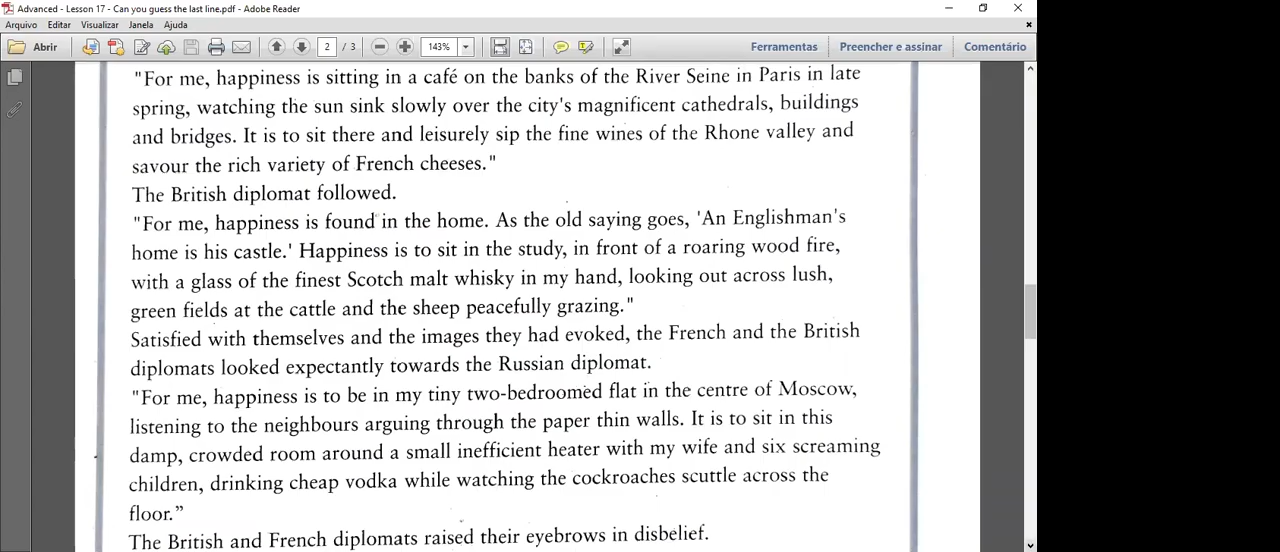 Advanced - Lesson 17 - Can you guess the last line.pdf - Adobe Reader
Arquivo Editar Visualizar Janela Ajuda
Abrir 2 / 3 143% Ferramentas Preencher e assinar Comentário
"For me, happiness is sitting in a café on the banks of the River Seine in Paris in late
spring, watching the sun sink slowly over the city's magnificent cathedrals, buildings
and bridges. It is to sit there and leisurely sip the fine wines of the Rhone valley and
savour the rich variety of French cheeses."
The British diplomat followed.
"For me, happiness is found in the home. As the old saying goes, 'An Englishman's
home is his castle.' Happiness is to sit in the study, in front of a roaring wood fire,
with a glass of the finest Scotch malt whisky in my hand, looking out across lush,
green fields at the cattle and the sheep peacefully grazing."
Satisfied with themselves and the images they had evoked, the French and the British
diplomats looked expectantly towards the Russian diplomat.
"For me, happiness is to be in my tiny two-bedroomed flat in the centre of Moscow,
listening to the neighbours arguing through the paper thin walls. It is to sit in this
damp, crowded room around a small inefficient heater with my wife and six screaming
children, drinking cheap vodka while watching the cockroaches scuttle across the
floor."
The British and French diplomats raised their eyebrows in disbelief.